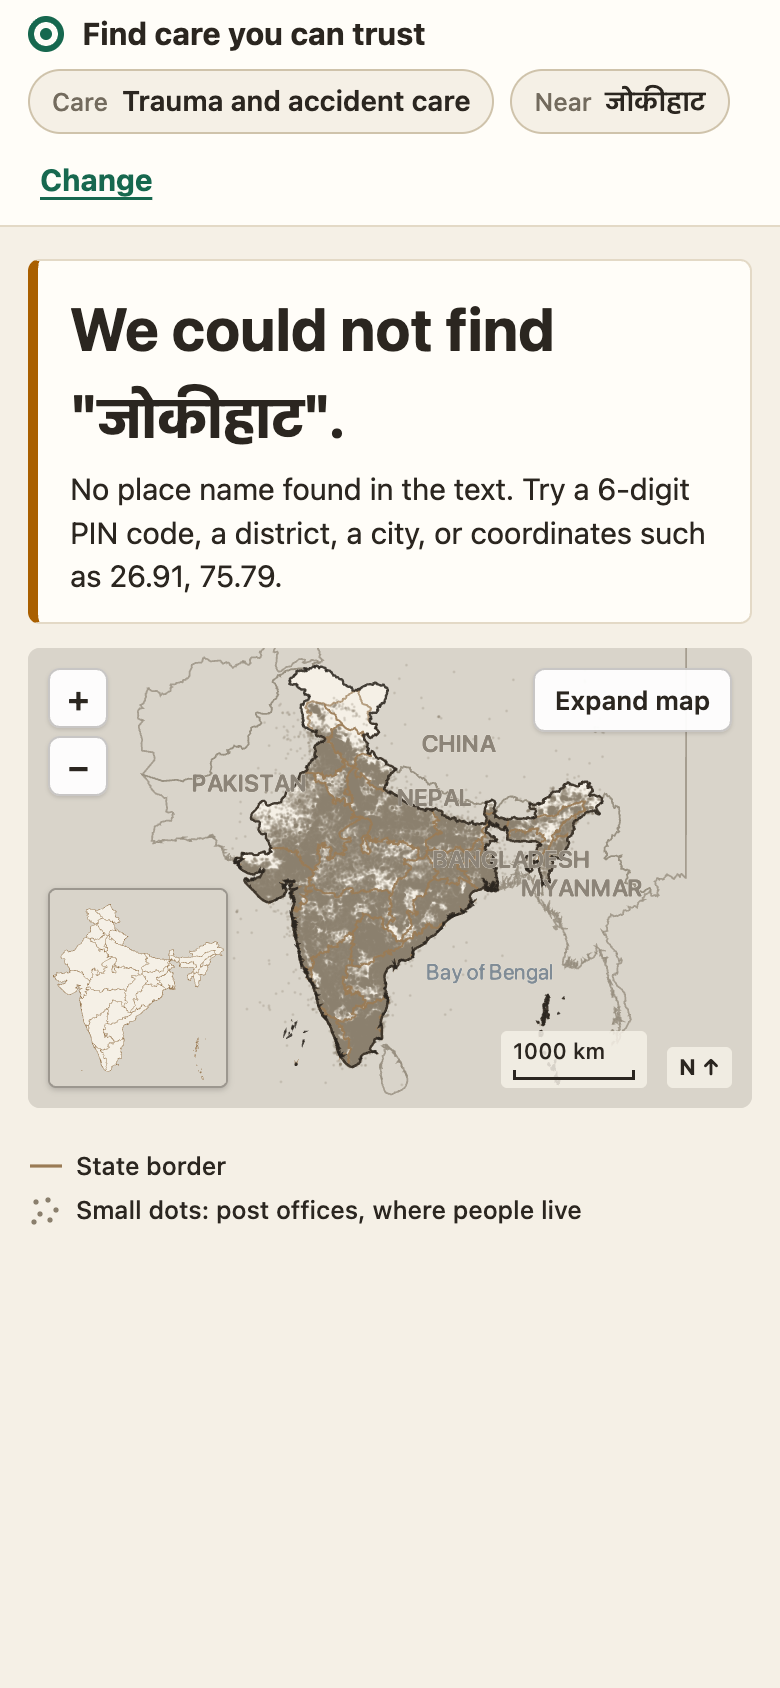 Find care you can trust
Care Trauma and accident care
Near जोकीहाट
Change
We could not find
"जोकीहाट".
No place name found in the text. Try a 6-digit
PIN code, a district, a city, or coordinates such
as 26.91, 75.79.
+
Expand map
−
CHINA
PAKISTAN
NEPAL
BANGLADESH
MYANMAR
Bay of Bengal
1000 km
N ↑
State border
Small dots: post offices, where people live